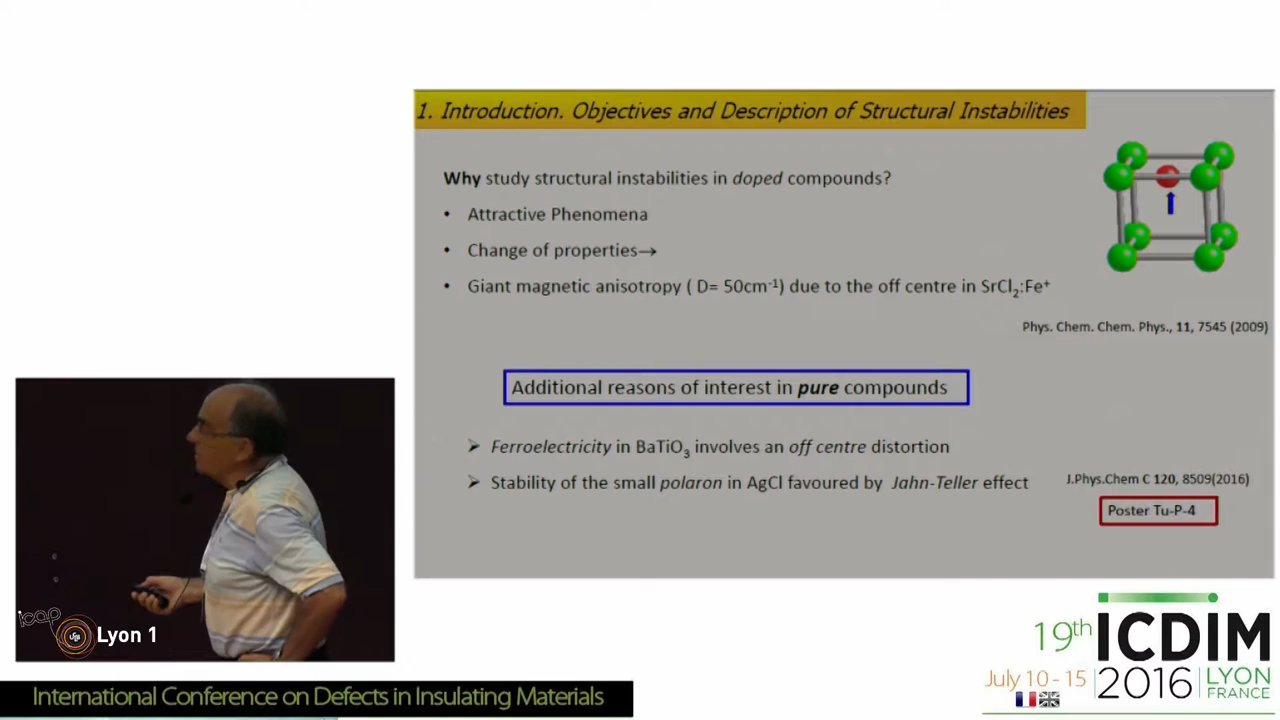 1. Introduction. Objectives and Description of Structural Instabilities
Why study structural instabilities in doped compounds?
• Attractive Phenomena
• Change of properties→
• Giant magnetic anisotropy ( D= 50cm⁻¹) due to the off centre in SrCl₂:Fe⁺
Phys. Chem. Chem. Phys., 11, 7545 (2009)
Additional reasons of interest in pure compounds
➢ Ferroelectricity in BaTiO₃ involves an off centre distortion
➢ Stability of the small polaron in AgCl favoured by Jahn-Teller effect
J.Phys.Chem C 120, 8509(2016)
Poster Tu-P-4
icap
Lyon 1
International Conference on Defects in Insulating Materials
19th ICDIM
July 10 - 15 2016 LYON
FRANCE